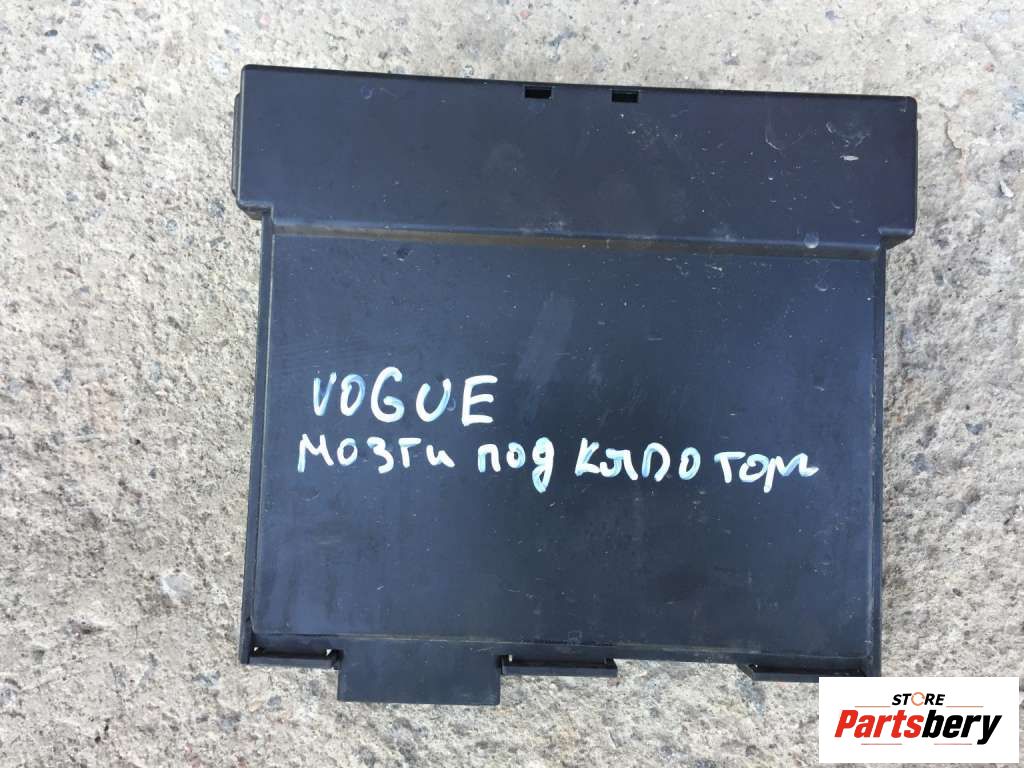 VOGUE
мозги под капотом
STORE
Partsbery